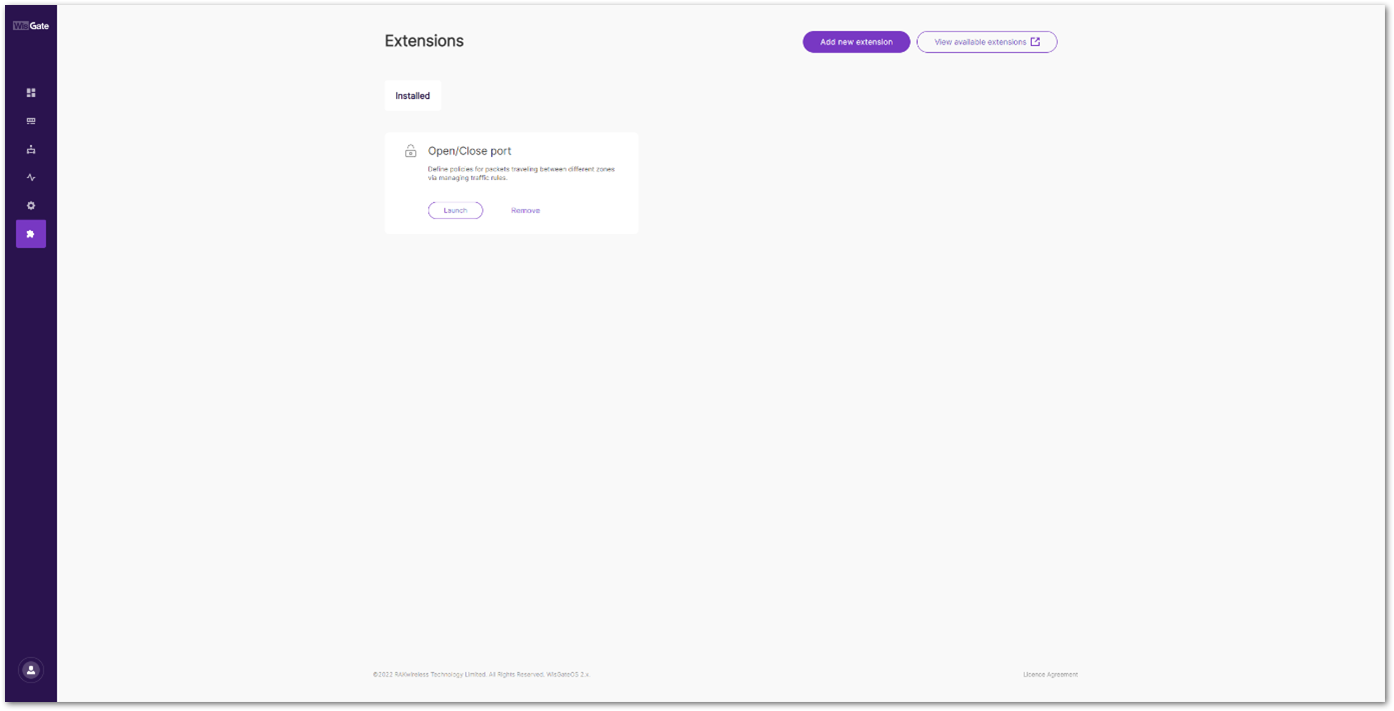 WisGate
Extensions
Add new extension
View available extensions
Installed
Open/Close port
Define policies for packets traveling between different zones
via managing traffic rules.
Launch
Remove
©2022 RAKwireless Technology Limited. All Rights Reserved. WisGateOS 2.x.
Licence Agreement